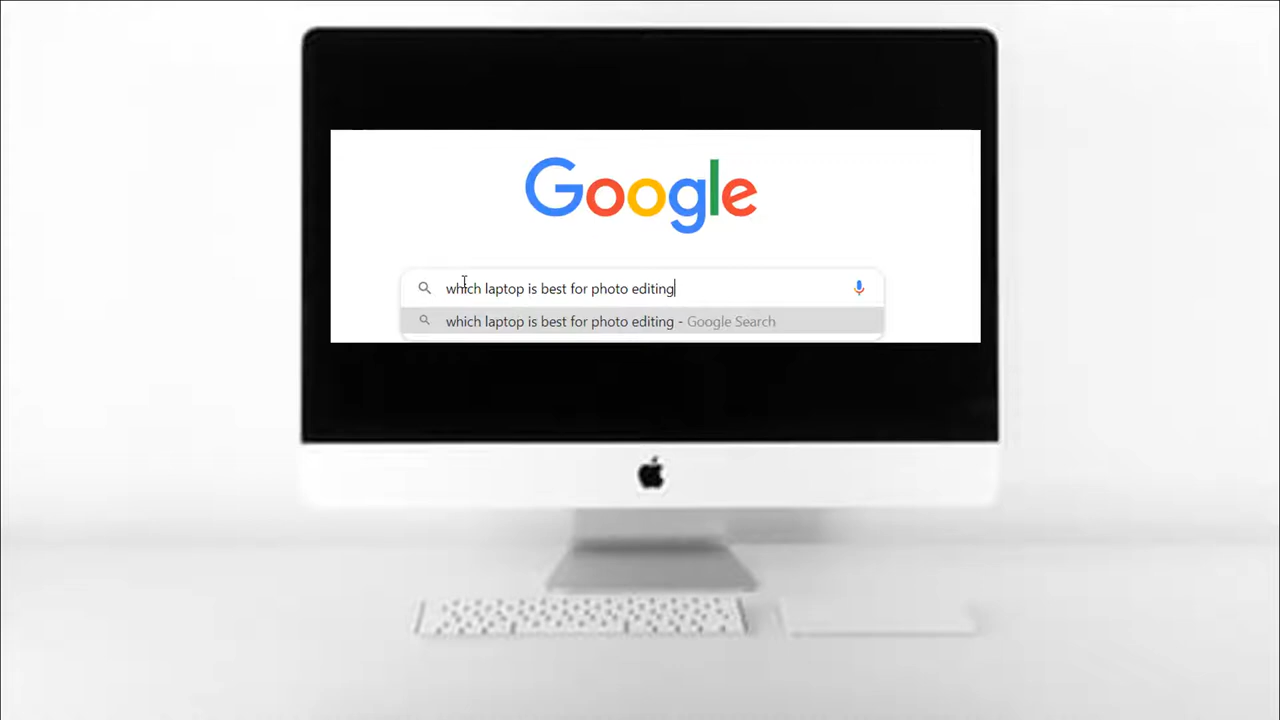 Google
which laptop is best for photo editing
which laptop is best for photo editing - Google Search